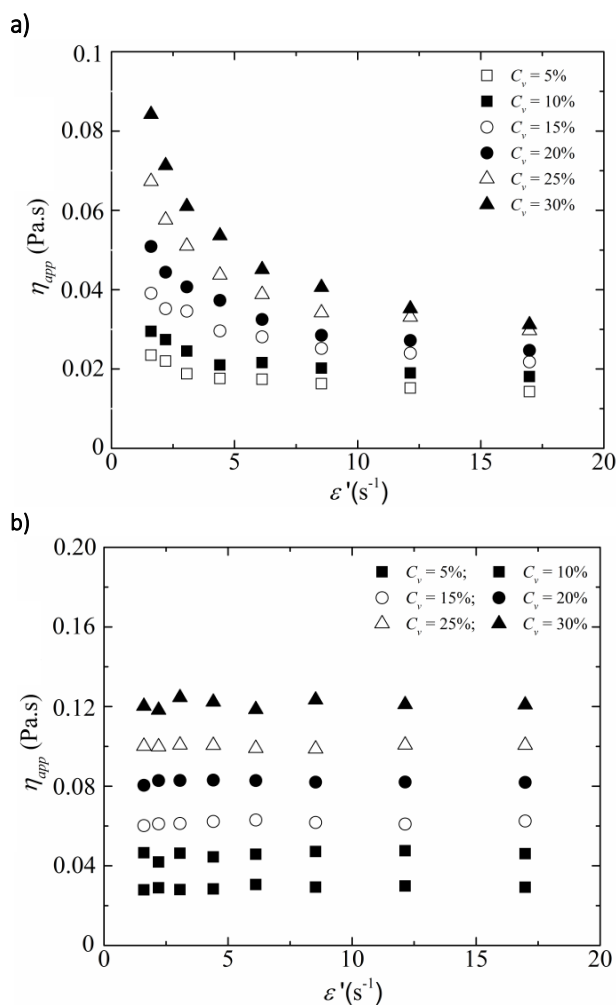 a)
0.1
0.08
0.06
0.04
0.02
0
η_app (Pa.s)
C_v = 5%
C_v = 10%
C_v = 15%
C_v = 20%
C_v = 25%
C_v = 30%
0 5 10 15 20
ε '(s⁻¹)
b)
0.20
0.16
0.12
0.08
0.04
0
η_app (Pa.s)
C_v = 5%; C_v = 10%
C_v = 15%; C_v = 20%
C_v = 25%; C_v = 30%
0 5 10 15 20
ε '(s⁻¹)